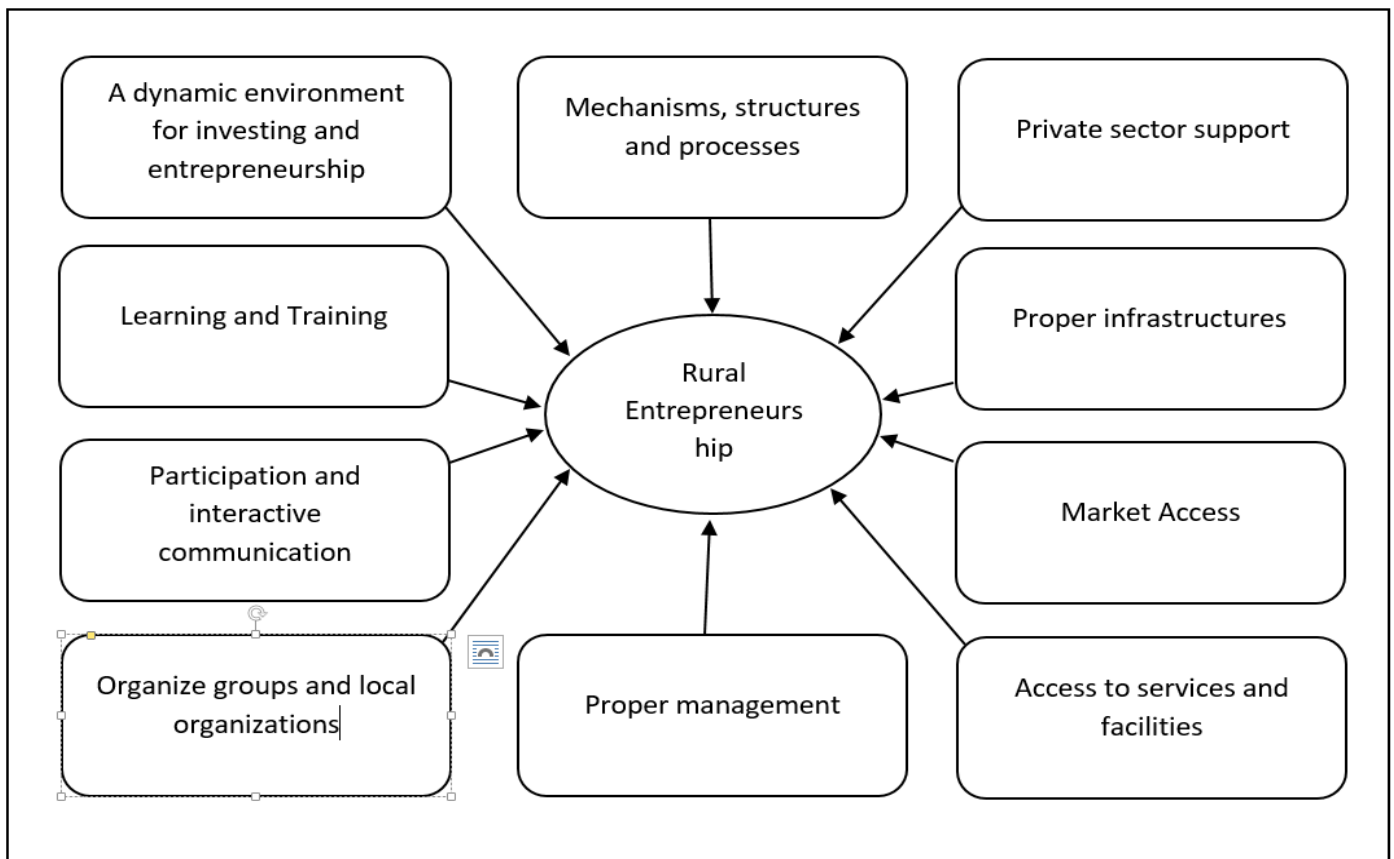 A dynamic environment
for investing and
entrepreneurship
Mechanisms, structures
and processes
Private sector support
Learning and Training
Proper infrastructures
Rural
Entrepreneurs
hip
Participation and
interactive
communication
Market Access
Organize groups and local
organizations
Proper management
Access to services and
facilities